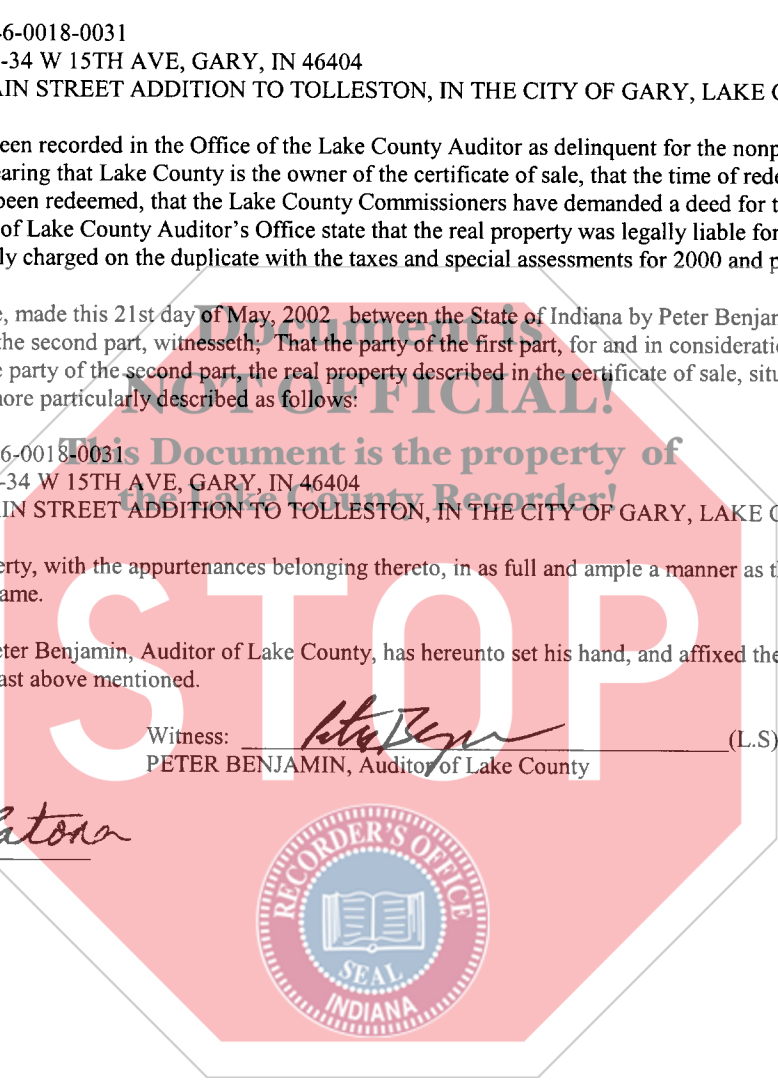 6-0018-0031
-34 W 15TH AVE, GARY, IN 46404
AIN STREET ADDITION TO TOLLESTON, IN THE CITY OF GARY, LAKE C
een recorded in the Office of the Lake County Auditor as delinquent for the nonp
earing that Lake County is the owner of the certificate of sale, that the time of rede
been redeemed, that the Lake County Commissioners have demanded a deed for t
of Lake County Auditor's Office state that the real property was legally liable for
ly charged on the duplicate with the taxes and special assessments for 2000 and p
e, made this 21st day of May, 2002 between the State of Indiana by Peter Benjam
the second part, witnesseth; That the party of the first part, for and in consideratio
e party of the second part, the real property described in the certificate of sale, situ
more particularly described as follows:
Document is
NOT OFFICIAL!
This Document is the property of
the Lake County Recorder!
6-0018-0031
-34 W 15TH AVE, GARY, IN 46404
AIN STREET ADDITION TO TOLLESTON, IN THE CITY OF GARY, LAKE C
erty, with the appurtenances belonging thereto, in as full and ample a manner as t
ame.
eter Benjamin, Auditor of Lake County, has hereunto set his hand, and affixed the
ast above mentioned.
STOP
Witness: (L.S)
PETER BENJAMIN, Auditor of Lake County
RECORDER'S OFFICE
SEAL
INDIANA